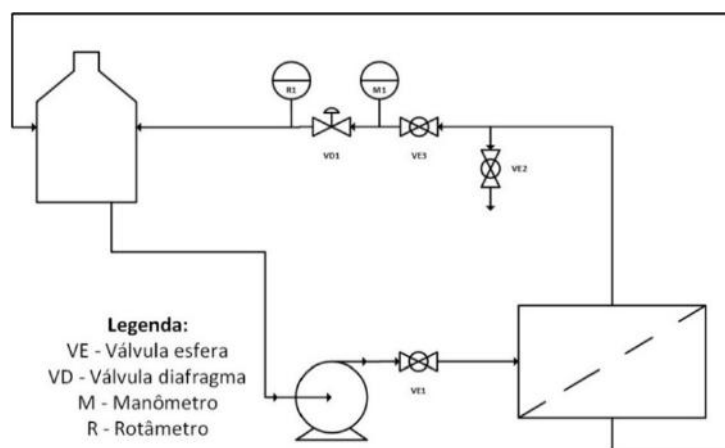 R1
M1
VD1
VE3
VE2
Legenda:
VE - Válvula esfera
VD - Válvula diafragma
M - Manômetro
R - Rotâmetro
VE1